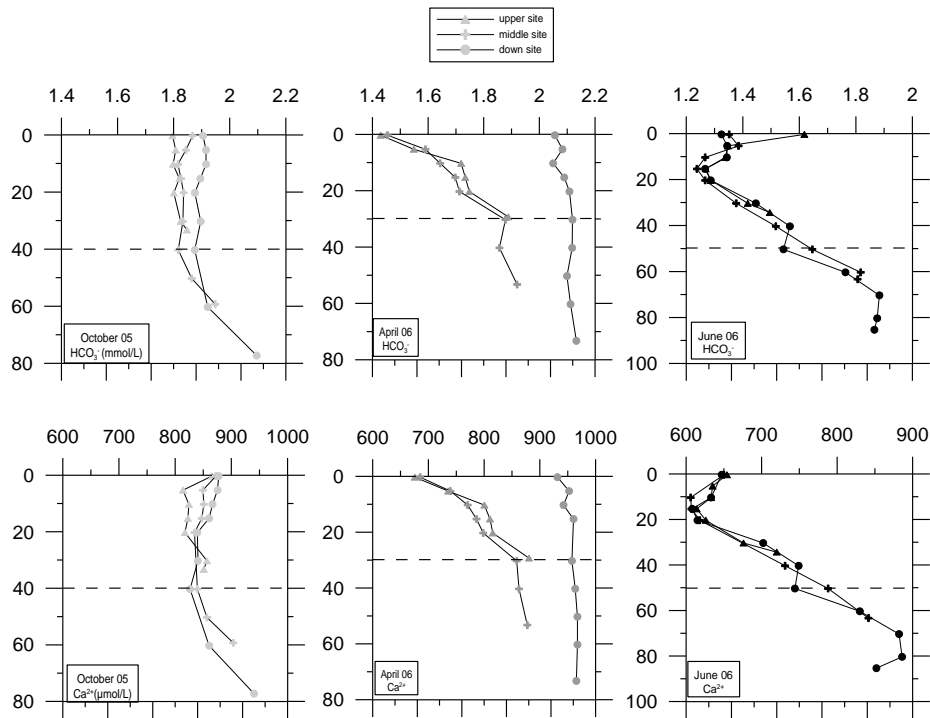 upper site
middle site
down site
1.4 1.6 1.8 2 2.2
0
20
40
60
80
October 05
HCO₃⁻ (mmol/L)
1.4 1.6 1.8 2 2.2
0
20
40
60
80
April 06
HCO₃⁻
1.2 1.4 1.6 1.8 2
0
20
40
60
80
100
June 06
HCO₃⁻
600 700 800 900 1000
0
20
40
60
80
October 05
Ca²⁺(µmol/L)
600 700 800 900 1000
0
20
40
60
80
April 06
Ca²⁺
600 700 800 900
0
20
40
60
80
100
June 06
Ca²⁺